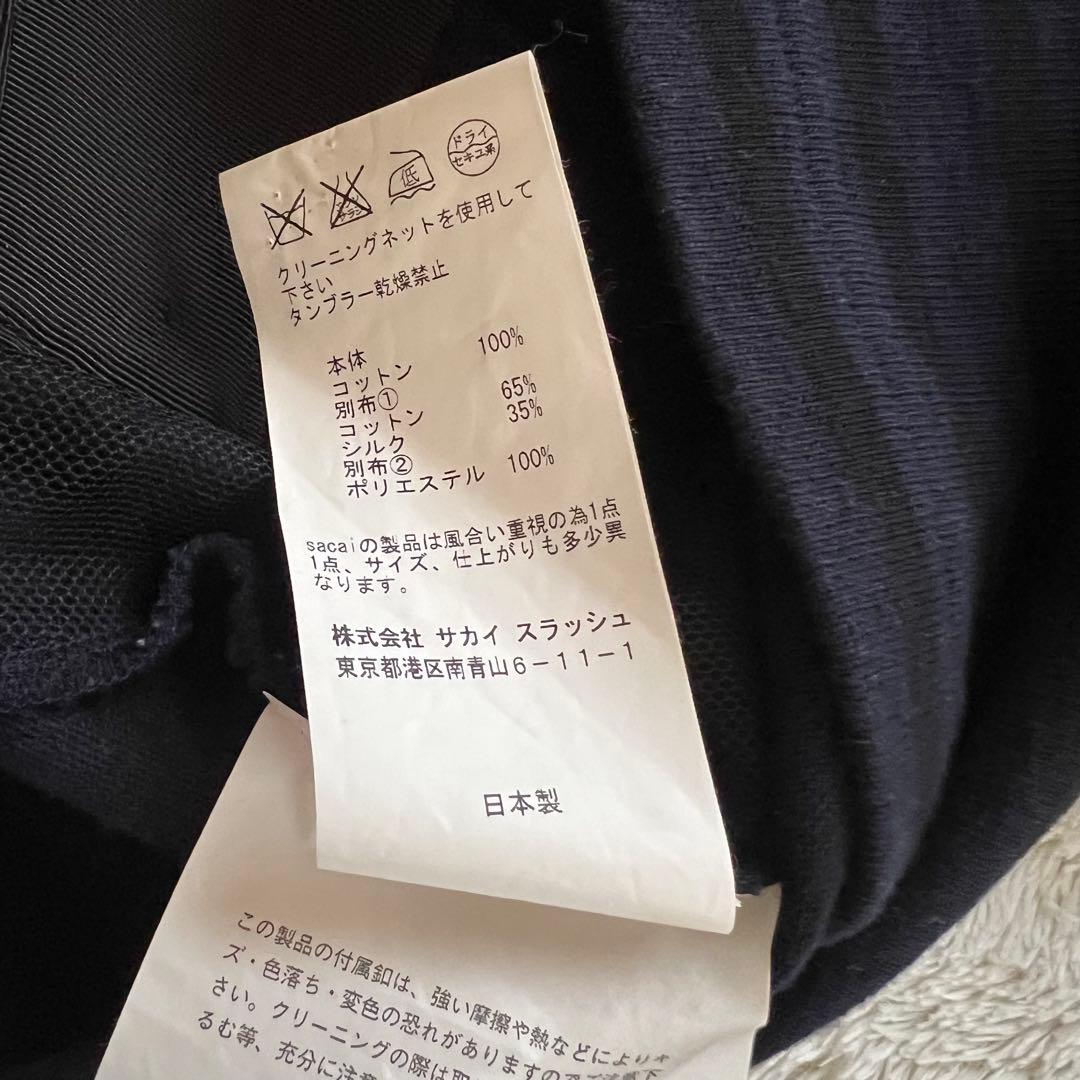 低
ドライ
セキユ系
クリーニングネットを使用して
下さい
タンブラー乾燥禁止
本体
コットン 100%
別布①
コットン 65%
シルク 35%
別布②
ポリエステル 100%
sacaiの製品は風合い重視の為1点
1点、サイズ、仕上がりも多少異
なります。
株式会社 サカイ スラッシュ
東京都港区南青山6-11-1
日本製
この製品の付属釦は、強い摩擦や熱などにより
ズ・色落ち・変色の恐れがありますので
さい。クリーニングの際は
るむ等、充分に注意